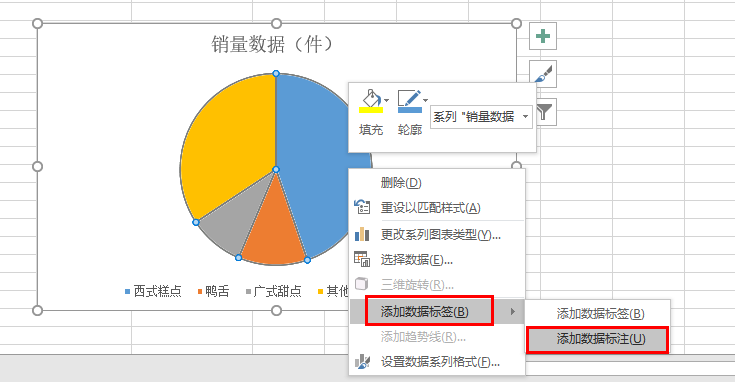 销量数据（件）
填充
轮廓
系列 "销量数据
删除(D)
重设以匹配样式(A)
更改系列图表类型(Y)...
选择数据(E)...
三维旋转(R)...
添加数据标签(B)
添加趋势线(R)...
设置数据系列格式(F)...
添加数据标签(B)
添加数据标注(U)
西式糕点 鸭舌 广式甜点 其他